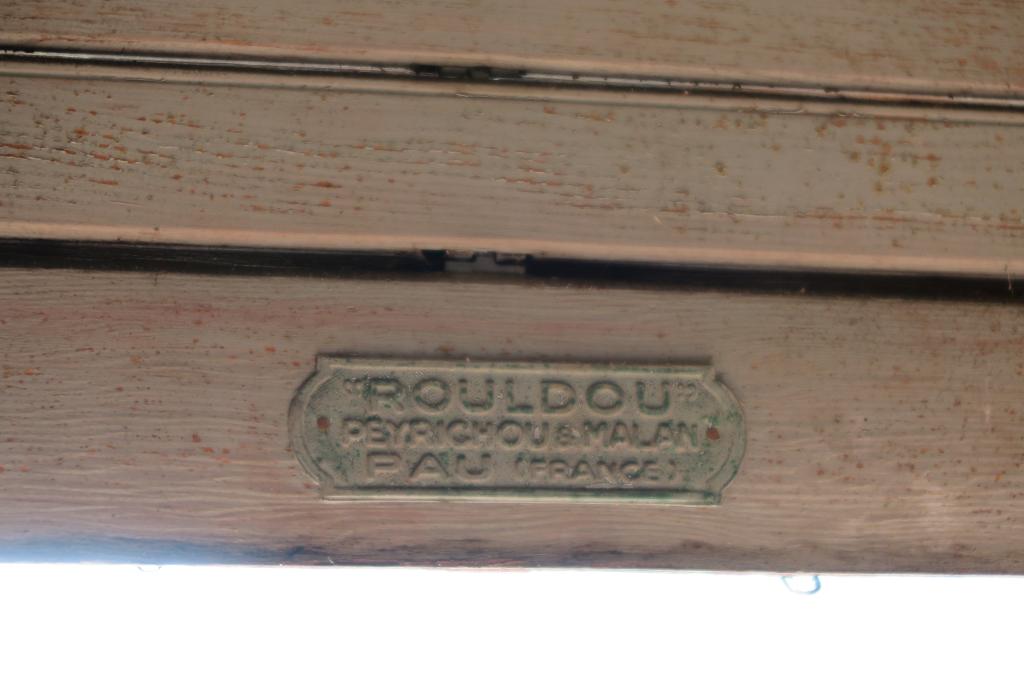 "ROULDOU"
PEYRICHOU & MALAN
PAU (FRANCE)